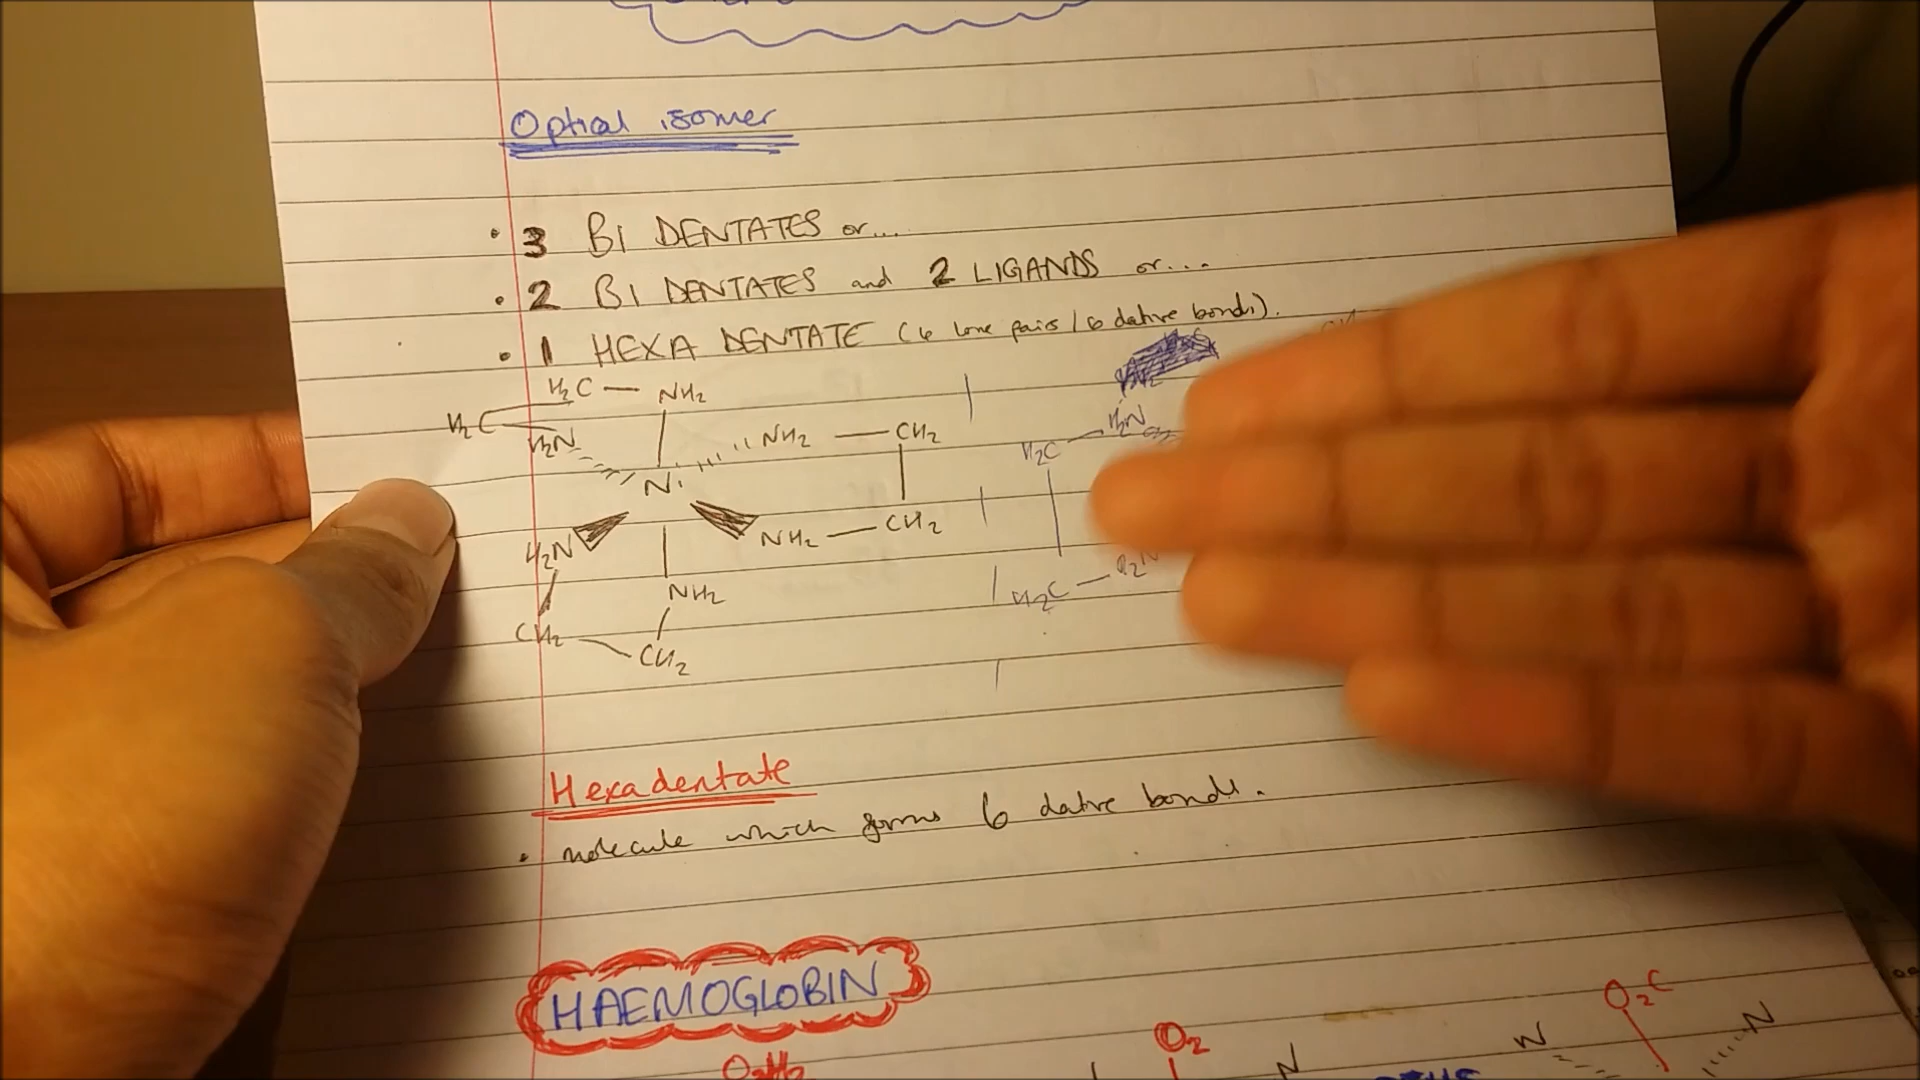 Optical isomer
• 3 BI DENTATES or...
• 2 BI DENTATES and 2 LIGANDS or...
• 1 HEXA DENTATE (6 lone pairs / 6 dative bonds).
H₂C — NH₂
H₂C
H₂N
NH₂ — CH₂
H₂N
H₂C
Ni
H₂N
NH₂ — CH₂
NH₂
H₂C
CH₂
CH₂
Hexadentate
• molecule which forms 6 dative bonds.
HAEMOGLOBIN
O₂
N
N
O₂C
N